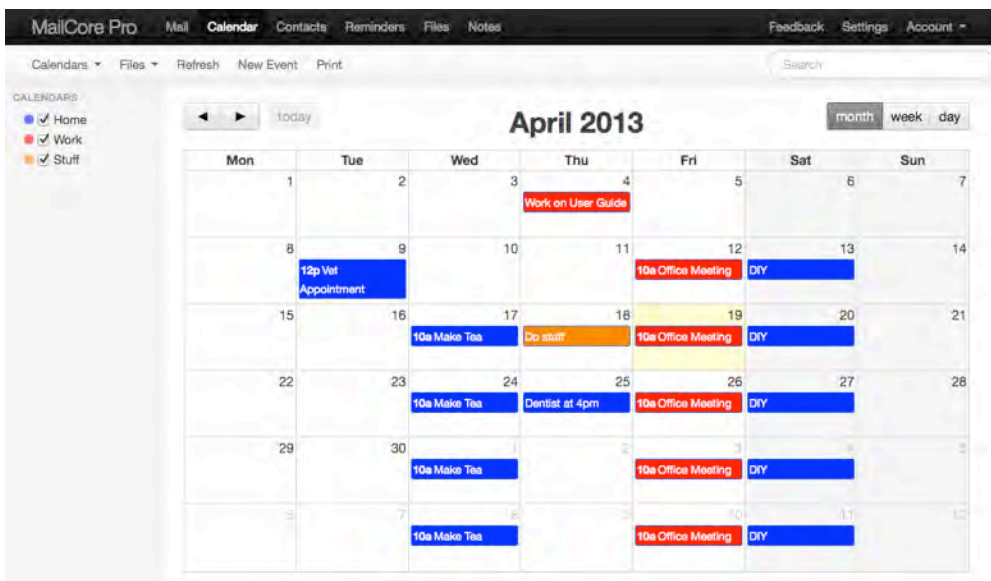 MailCore Pro Mail Calendar Contacts Reminders Files Notes Feedback Settings Account
Calendars Files Refresh New Event Print Search
CALENDARS
Home
Work
Stuff
today April 2013 month week day
Mon Tue Wed Thu Fri Sat Sun
1 2 3 4 5 6 7
Work on User Guide
8 9 10 11 12 13 14
12p Vet Appointment 10a Office Meeting DIY
15 16 17 18 19 20 21
10a Make Tea Do stuff 10a Office Meeting DIY
22 23 24 25 26 27 28
10a Make Tea Dentist at 4pm 10a Office Meeting DIY
29 30 1 2 3 4 5
10a Make Tea 10a Office Meeting DIY
6 7 8 9 10 11 12
10a Make Tea 10a Office Meeting DIY